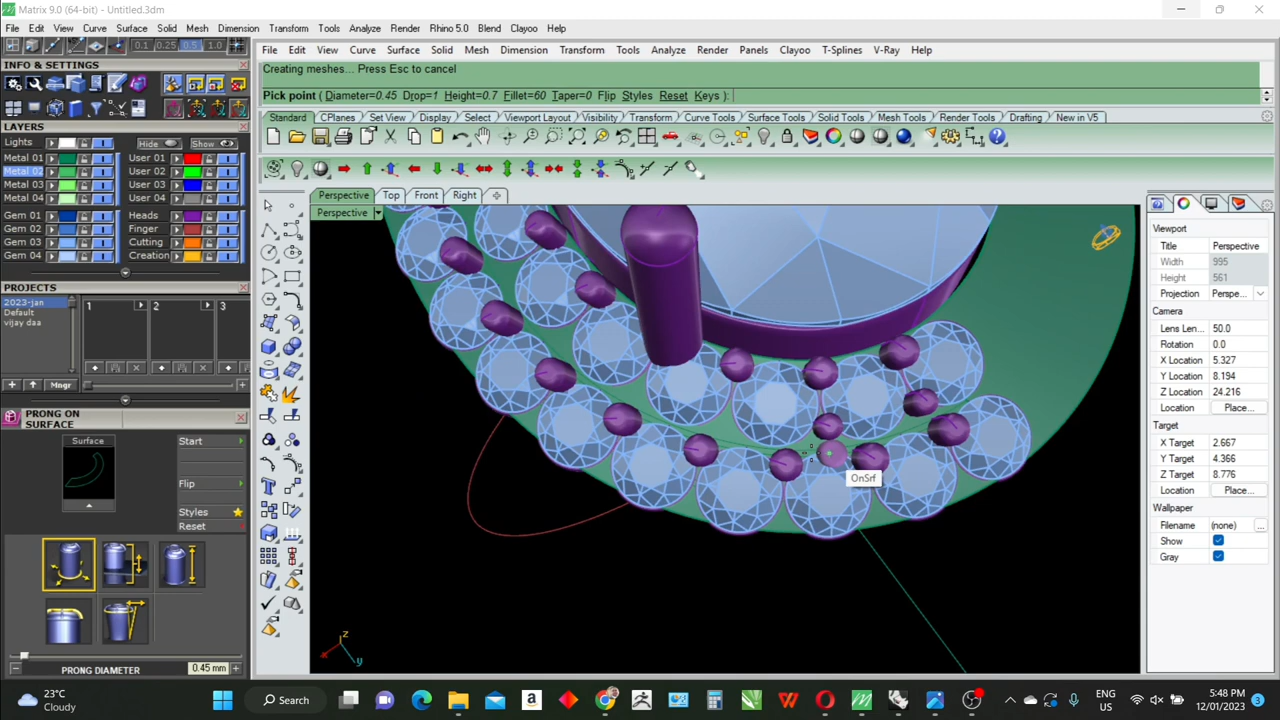 Matrix 9.0 (64-bit) - Untitled.3dm
File Edit View Curve Surface Solid Mesh Dimension Transform Tools Analyze Render Rhino 5.0 Blend Clayoo Help
0.1 0.25 0.5 1.0
INFO & SETTINGS
LAYERS
Lights Hide Show
Metal 01 User 01
Metal 02 User 02
Metal 03 User 03
Metal 04 User 04
Gem 01 Heads
Gem 02 Finger
Gem 03 Cutting
Gem 04 Creation
PROJECTS
2023-jan
Default
vijay daa
1 2 3
Mngr
PRONG ON
SURFACE
Surface
Start
Flip
Styles
Reset
PRONG DIAMETER 0.45 mm
File Edit View Curve Surface Solid Mesh Dimension Transform Tools Analyze Render Panels Clayoo T-Splines V-Ray Help
Creating meshes... Press Esc to cancel
Pick point ( Diameter=0.45 Drop=1 Height=0.7 Fillet=60 Taper=0 Flip Styles Reset Keys ):
Standard CPlanes Set View Display Select Viewport Layout Visibility Transform Curve Tools Surface Tools Solid Tools Mesh Tools Render Tools Drafting New in V5
Perspective Top Front Right
Perspective
OnSrf
z
x
y
Viewport
Title Perspective
Width 995
Height 561
Projection Perspe...
Camera
Lens Len... 50.0
Rotation 0.0
X Location 5.327
Y Location 8.194
Z Location 24.216
Location Place...
Target
X Target 2.667
Y Target 4.366
Z Target 8.776
Location Place...
Wallpaper
Filename (none) ...
Show
Gray
23°C
Cloudy
Search
ENG
US
5:48 PM
12/01/2023
3